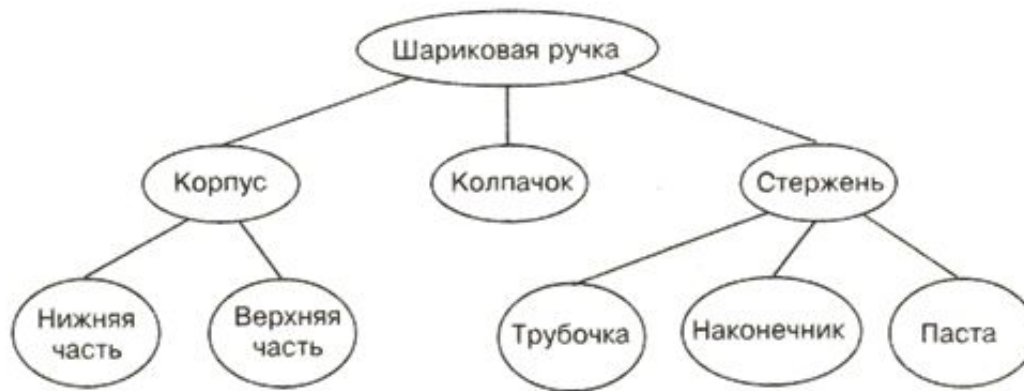 Шариковая ручка
Корпус
Колпачок
Стержень
Нижняя
часть
Верхняя
часть
Трубочка
Наконечник
Паста